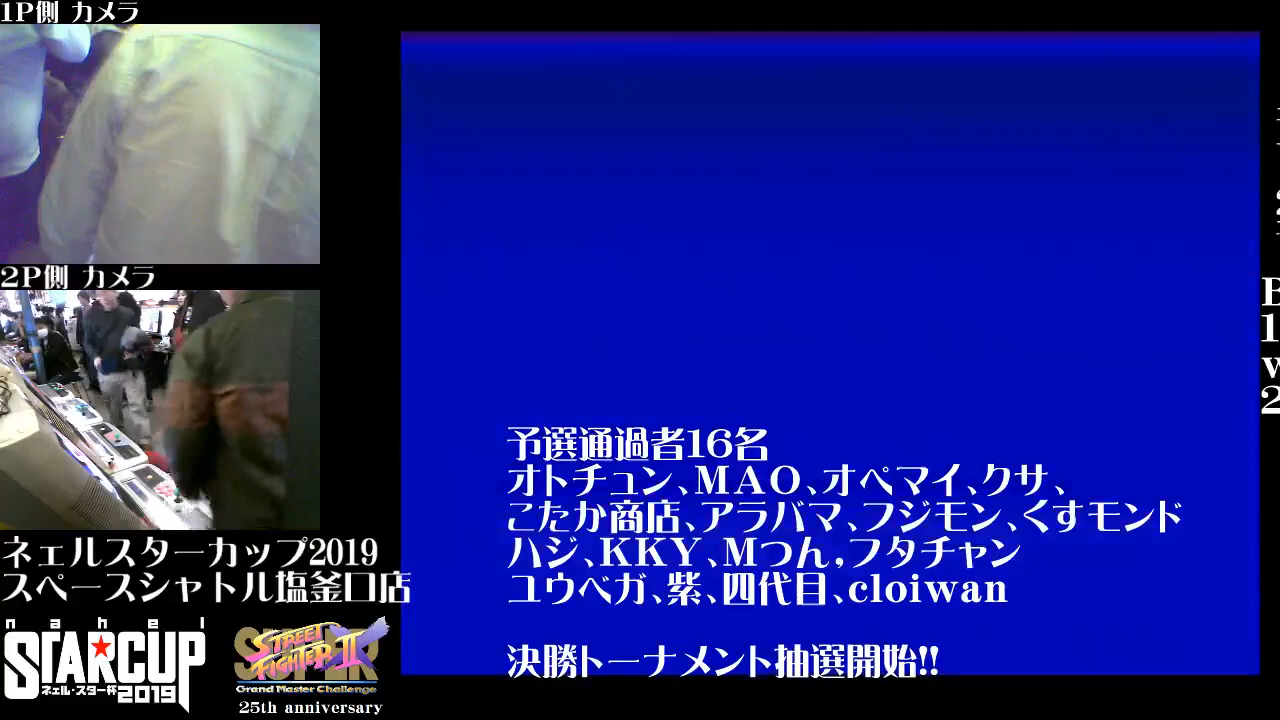 1P側 カメラ
2P側 カメラ
ネェルスターカップ2019
スペースシャトル塩釜口店
nahel
STARCUP
ネェル・スター杯2019
SUPER
STREET FIGHTER II X
Grand Master Challenge
25th anniversary
予選通過者16名
オトチュン、MAO、オペマイ、クサ、
こたか商店、アラバマ、フジモン、くすモンド
ハジ、KKY、Mつん,フタチャン
ユウベガ、紫、四代目、cloiwan
決勝トーナメント抽選開始!!